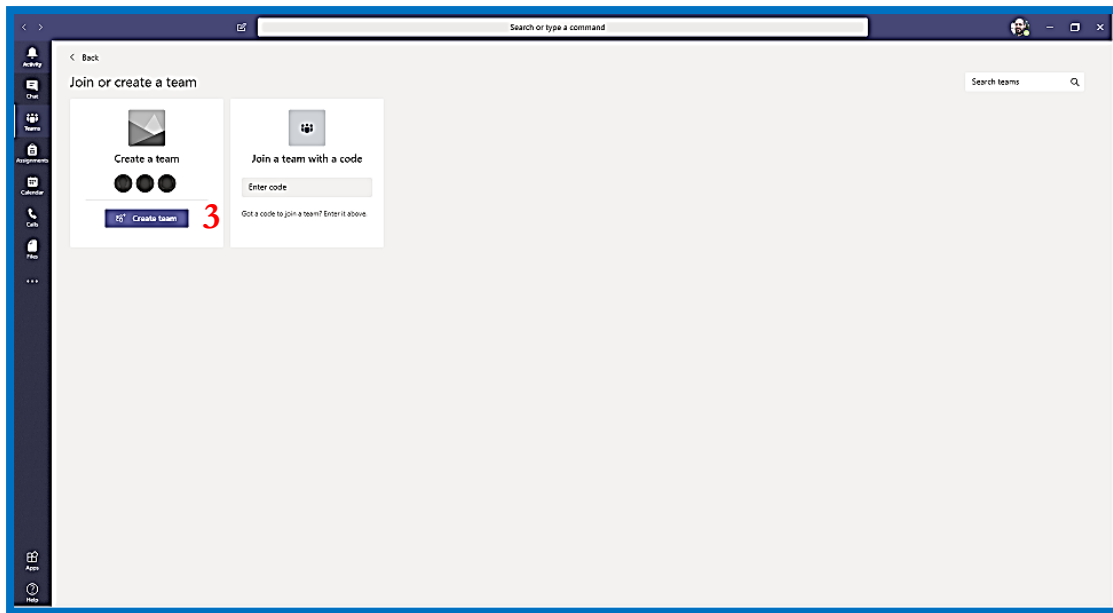 Search or type a command
Activity
Chat
Teams
Assignments
Calendar
Calls
Files
Apps
Help
Back
Join or create a team
Search teams
Create a team
Create team
3
Join a team with a code
Enter code
Got a code to join a team? Enter it above.